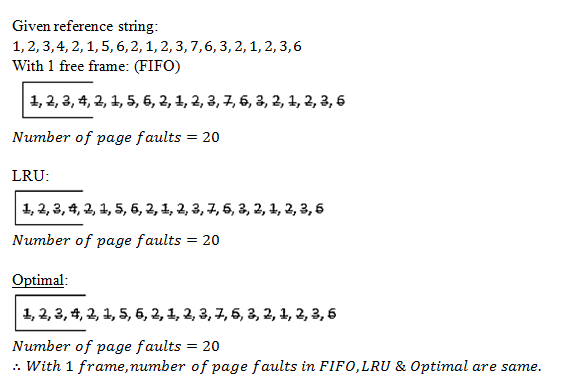 Given reference string:
1, 2, 3, 4, 2, 1, 5, 6, 2, 1, 2, 3, 7, 6, 3, 2, 1, 2, 3, 6
With 1 free frame: (FIFO)
1, 2, 3, 4, 2, 1, 5, 6, 2, 1, 2, 3, 7, 6, 3, 2, 1, 2, 3, 6
Number of page faults = 20
LRU:
1, 2, 3, 4, 2, 1, 5, 6, 2, 1, 2, 3, 7, 6, 3, 2, 1, 2, 3, 6
Number of page faults = 20
Optimal:
1, 2, 3, 4, 2, 1, 5, 6, 2, 1, 2, 3, 7, 6, 3, 2, 1, 2, 3, 6
Number of page faults = 20
∴ With 1 frame, number of page faults in FIFO, LRU & Optimal are same.